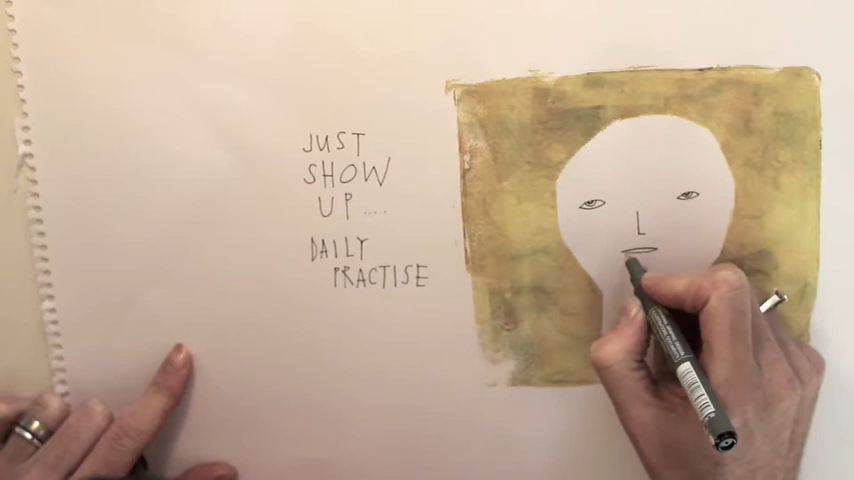 JUST
SHOW
UP....
DAILY
PRACTISE